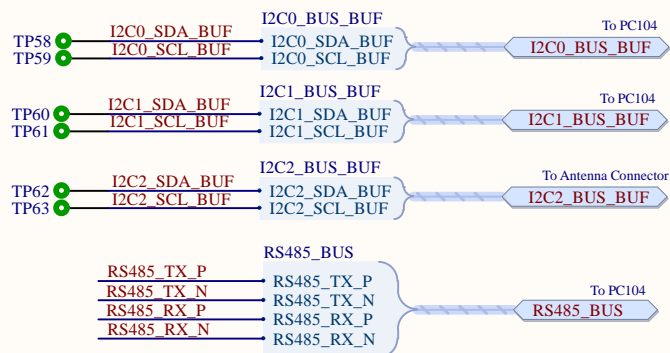 I2C0_BUS_BUF
To PC104
TP58 I2C0_SDA_BUF I2C0_SDA_BUF
TP59 I2C0_SCL_BUF I2C0_SCL_BUF I2C0_BUS_BUF
I2C1_BUS_BUF
To PC104
TP60 I2C1_SDA_BUF I2C1_SDA_BUF
TP61 I2C1_SCL_BUF I2C1_SCL_BUF I2C1_BUS_BUF
I2C2_BUS_BUF
To Antenna Connector
TP62 I2C2_SDA_BUF I2C2_SDA_BUF
TP63 I2C2_SCL_BUF I2C2_SCL_BUF I2C2_BUS_BUF
RS485_BUS
RS485_TX_P RS485_TX_P
To PC104
RS485_TX_N RS485_TX_N
RS485_RX_P RS485_RX_P RS485_BUS
RS485_RX_N RS485_RX_N